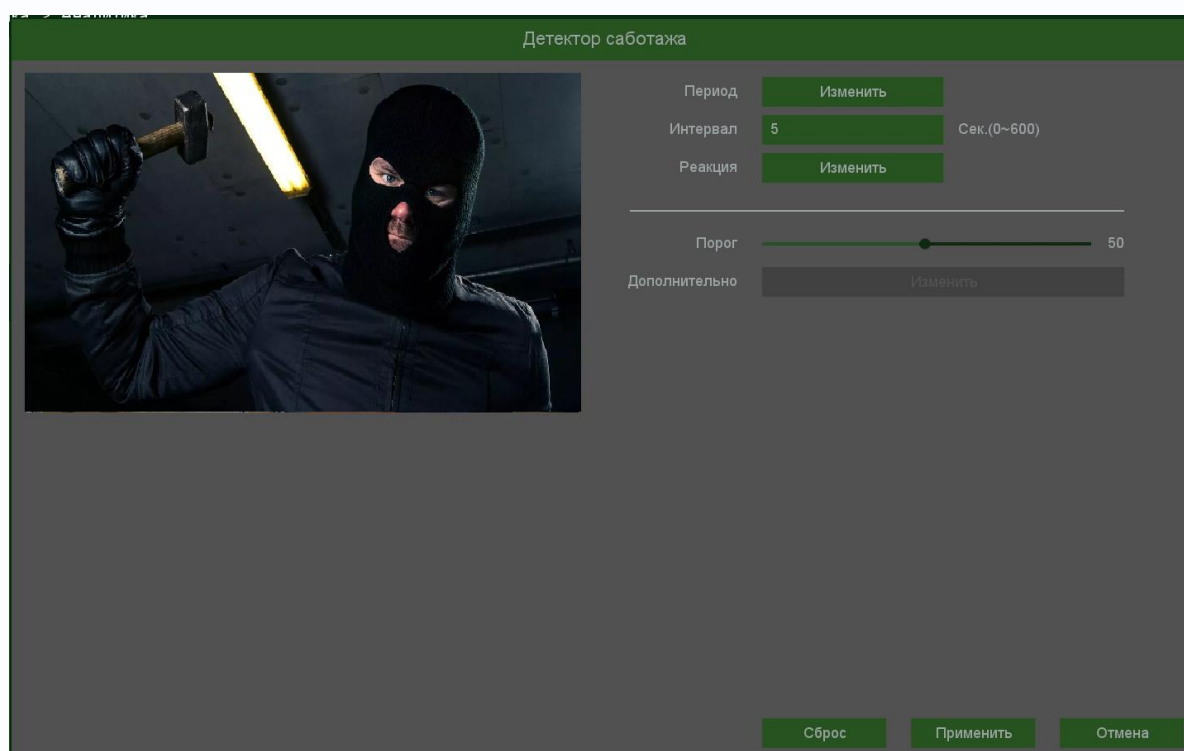 Детектор саботажа
Период Изменить
Интервал 5 Сек.(0~600)
Реакция Изменить
Порог 50
Дополнительно Изменить
Сброс Применить Отмена